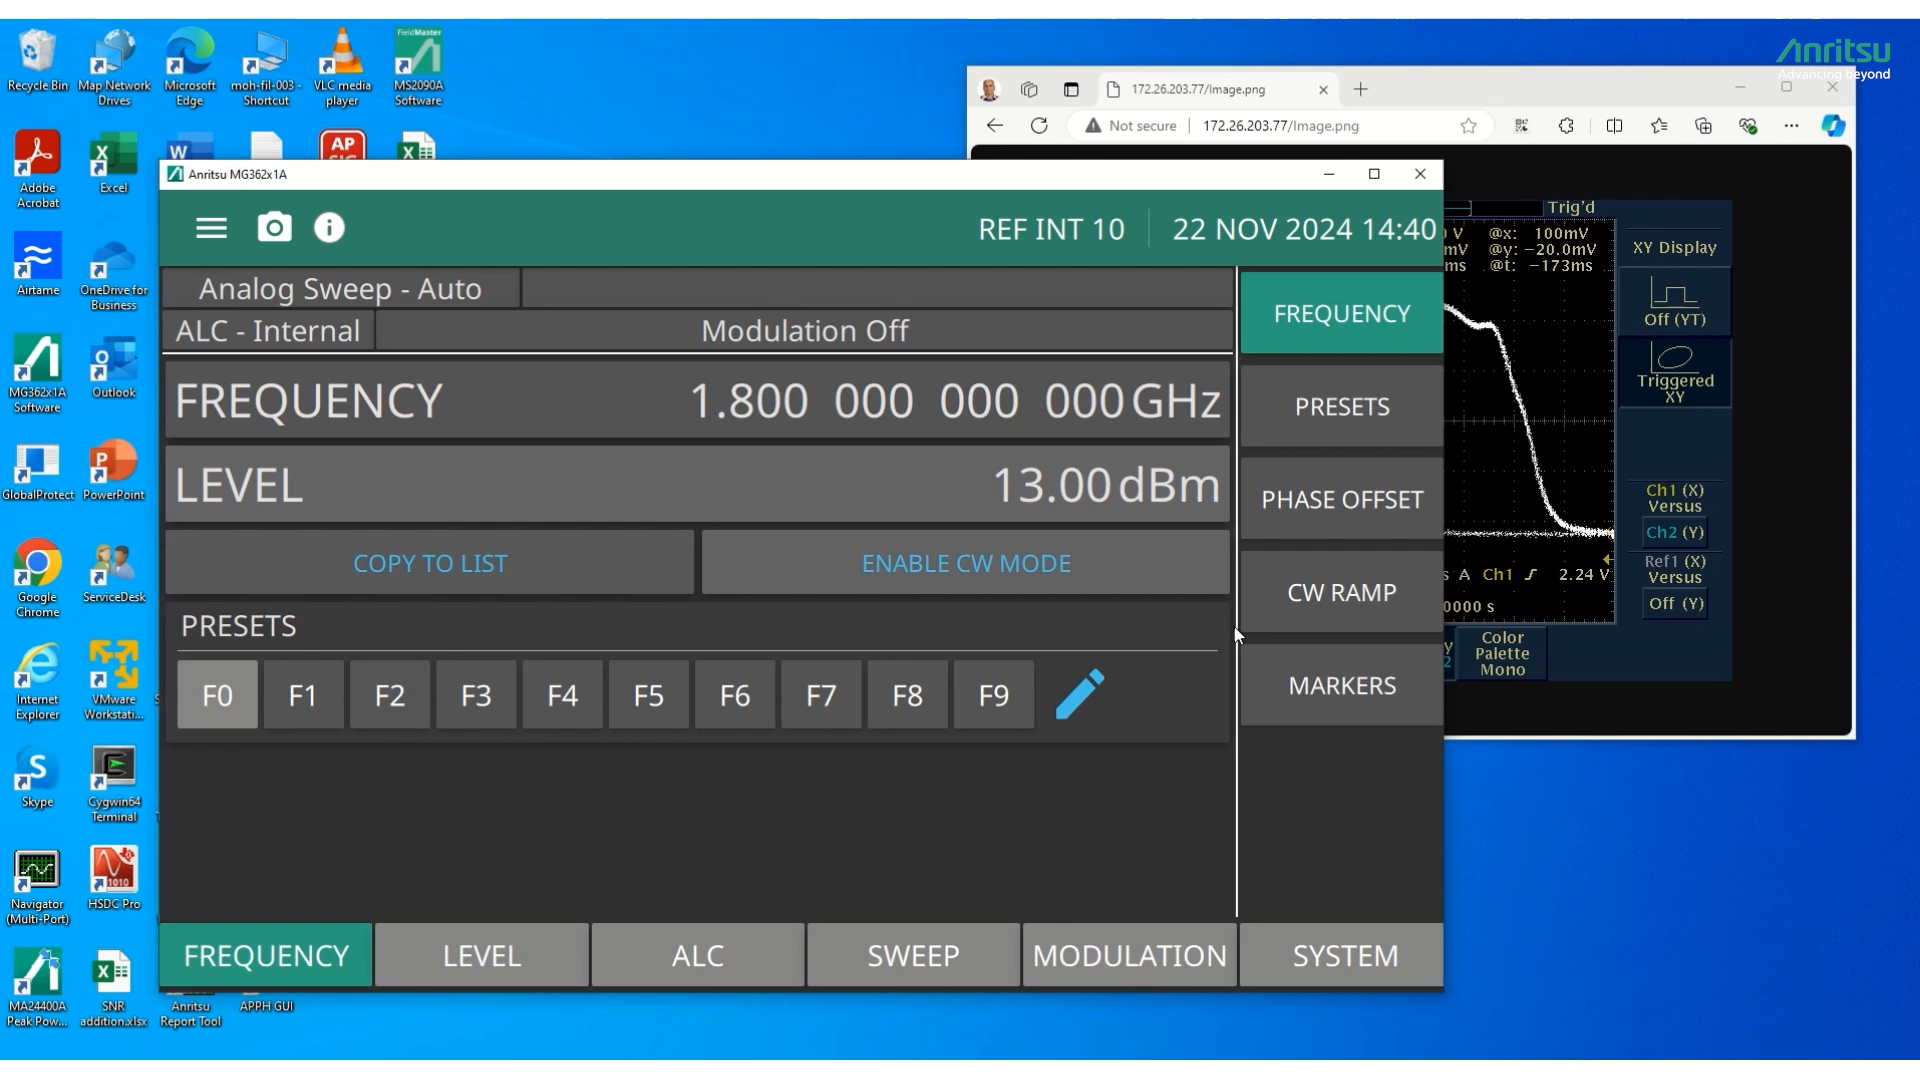 Recycle Bin
Map Network
Drives
Microsoft
Edge
moh-fil-003 -
Shortcut
VLC media
player
FieldMaster
MS2090A
Software
Anritsu
Advancing beyond
172.26.203.77/Image.png
Not secure
172.26.203.77/Image.png
Adobe
Acrobat
Excel
AP
Airtame
OneDrive for
Business
MG362x1A
Software
Outlook
GlobalProtect
PowerPoint
Google
Chrome
ServiceDesk
Internet
Explorer
VMware
Workstati...
Skype
Cygwin64
Terminal
Navigator
(Multi-Port)
1010
HSDC Pro
MA24400A
Peak Pow...
SNR
addition.xlsx
Anritsu
Report Tool
APPH GUI
Anritsu MG362x1A
REF INT 10
22 NOV 2024 14:40
Analog Sweep - Auto
ALC - Internal
Modulation Off
FREQUENCY
1.800 000 000 000 GHz
LEVEL
13.00 dBm
COPY TO LIST
ENABLE CW MODE
PRESETS
F0
F1
F2
F3
F4
F5
F6
F7
F8
F9
FREQUENCY
PRESETS
PHASE OFFSET
CW RAMP
MARKERS
FREQUENCY
LEVEL
ALC
SWEEP
MODULATION
SYSTEM
Trig'd
V @x: 100mV
mV @y: −20.0mV
ms @t: −173ms
XY Display
Off (YT)
Triggered
XY
Ch1 (X)
Versus
Ch2 (Y)
Ref1 (X)
Versus
Off (Y)
s A Ch1 2.24 V
0000 s
Color
Palette
Mono